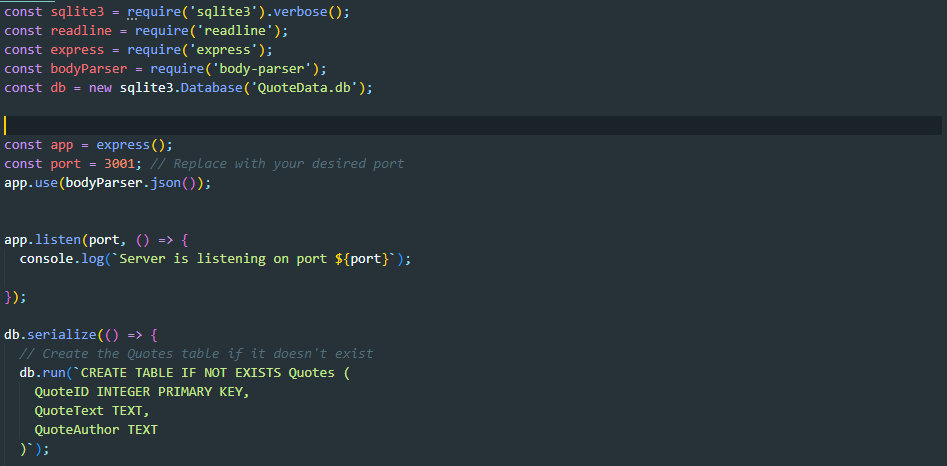 const sqlite3 = require('sqlite3').verbose();
const readline = require('readline');
const express = require('express');
const bodyParser = require('body-parser');
const db = new sqlite3.Database('QuoteData.db');
const app = express();
const port = 3001; // Replace with your desired port
app.use(bodyParser.json());
app.listen(port, () => {
  console.log(`Server is listening on port ${port}`);
});
db.serialize(() => {
  // Create the Quotes table if it doesn't exist
  db.run(`CREATE TABLE IF NOT EXISTS Quotes (
    QuoteID INTEGER PRIMARY KEY,
    QuoteText TEXT,
    QuoteAuthor TEXT
  )`);